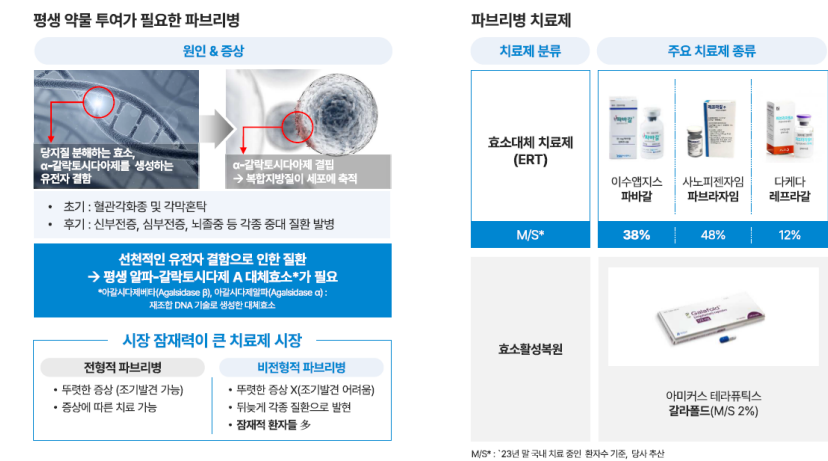 평생 약물 투여가 필요한 파브리병
원인 & 증상
당지질 분해하는 효소,
α-갈락토시다아제를 생성하는
유전자 결함
α-갈락토시다아제 결핍
→ 복합지방질이 세포에 축적
• 초기 : 혈관각화종 및 각막혼탁
• 후기 : 신부전증, 심부전증, 뇌졸중 등 각종 중대 질환 발병
선천적인 유전자 결함으로 인한 질환
→ 평생 알파-갈락토시다제 A 대체효소*가 필요
*아갈시다제베타(Agalsidase β), 아갈시다제알파(Agalsidase α) :
재조합 DNA 기술로 생성한 대체효소
시장 잠재력이 큰 치료제 시장
전형적 파브리병
• 뚜렷한 증상 (조기발견 가능)
• 증상에 따른 치료 가능
비전형적 파브리병
• 뚜렷한 증상 X(조기발견 어려움)
• 뒤늦게 각종 질환으로 발현
• 잠재적 환자들 多
파브리병 치료제
치료제 분류
주요 치료제 종류
효소대체 치료제
(ERT)
이수앱지스
파바갈
사노피젠자임
파브라자임
다케다
레프라갈
M/S*
38%
48%
12%
효소활성복원
Galafold
아미커스 테라퓨틱스
갈라폴드(M/S 2%)
M/S* : `23년 말 국내 치료 중인 환자수 기준, 당사 추산